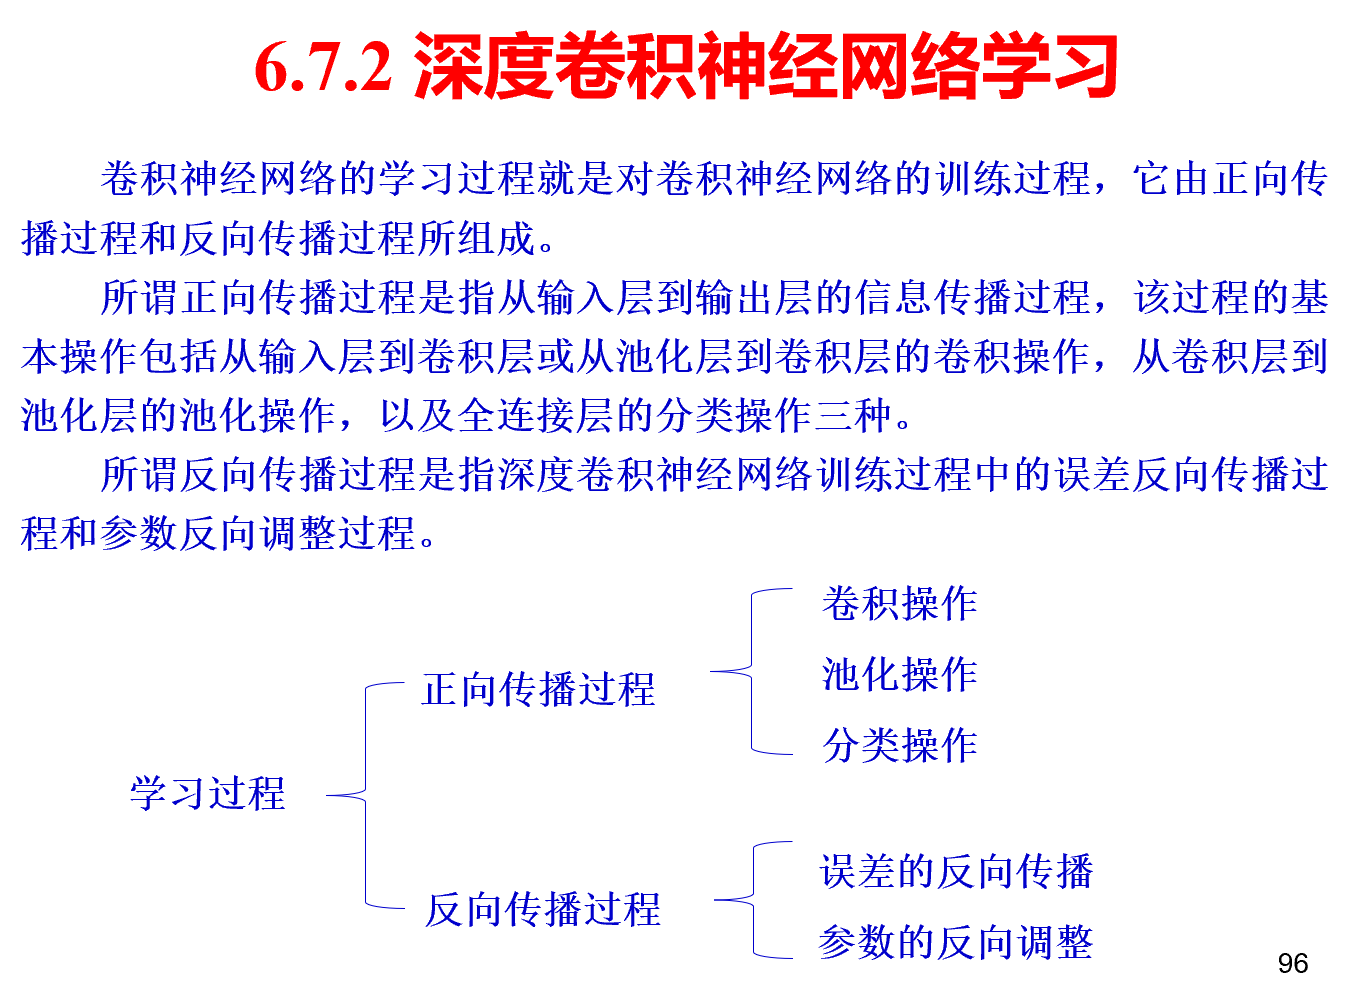 6.7.2 深度卷积神经网络学习
卷积神经网络的学习过程就是对卷积神经网络的训练过程，它由正向传
播过程和反向传播过程所组成。
所谓正向传播过程是指从输入层到输出层的信息传播过程，该过程的基
本操作包括从输入层到卷积层或从池化层到卷积层的卷积操作，从卷积层到
池化层的池化操作，以及全连接层的分类操作三种。
所谓反向传播过程是指深度卷积神经网络训练过程中的误差反向传播过
程和参数反向调整过程。
卷积操作
池化操作
正向传播过程
分类操作
学习过程
误差的反向传播
反向传播过程
参数的反向调整
96